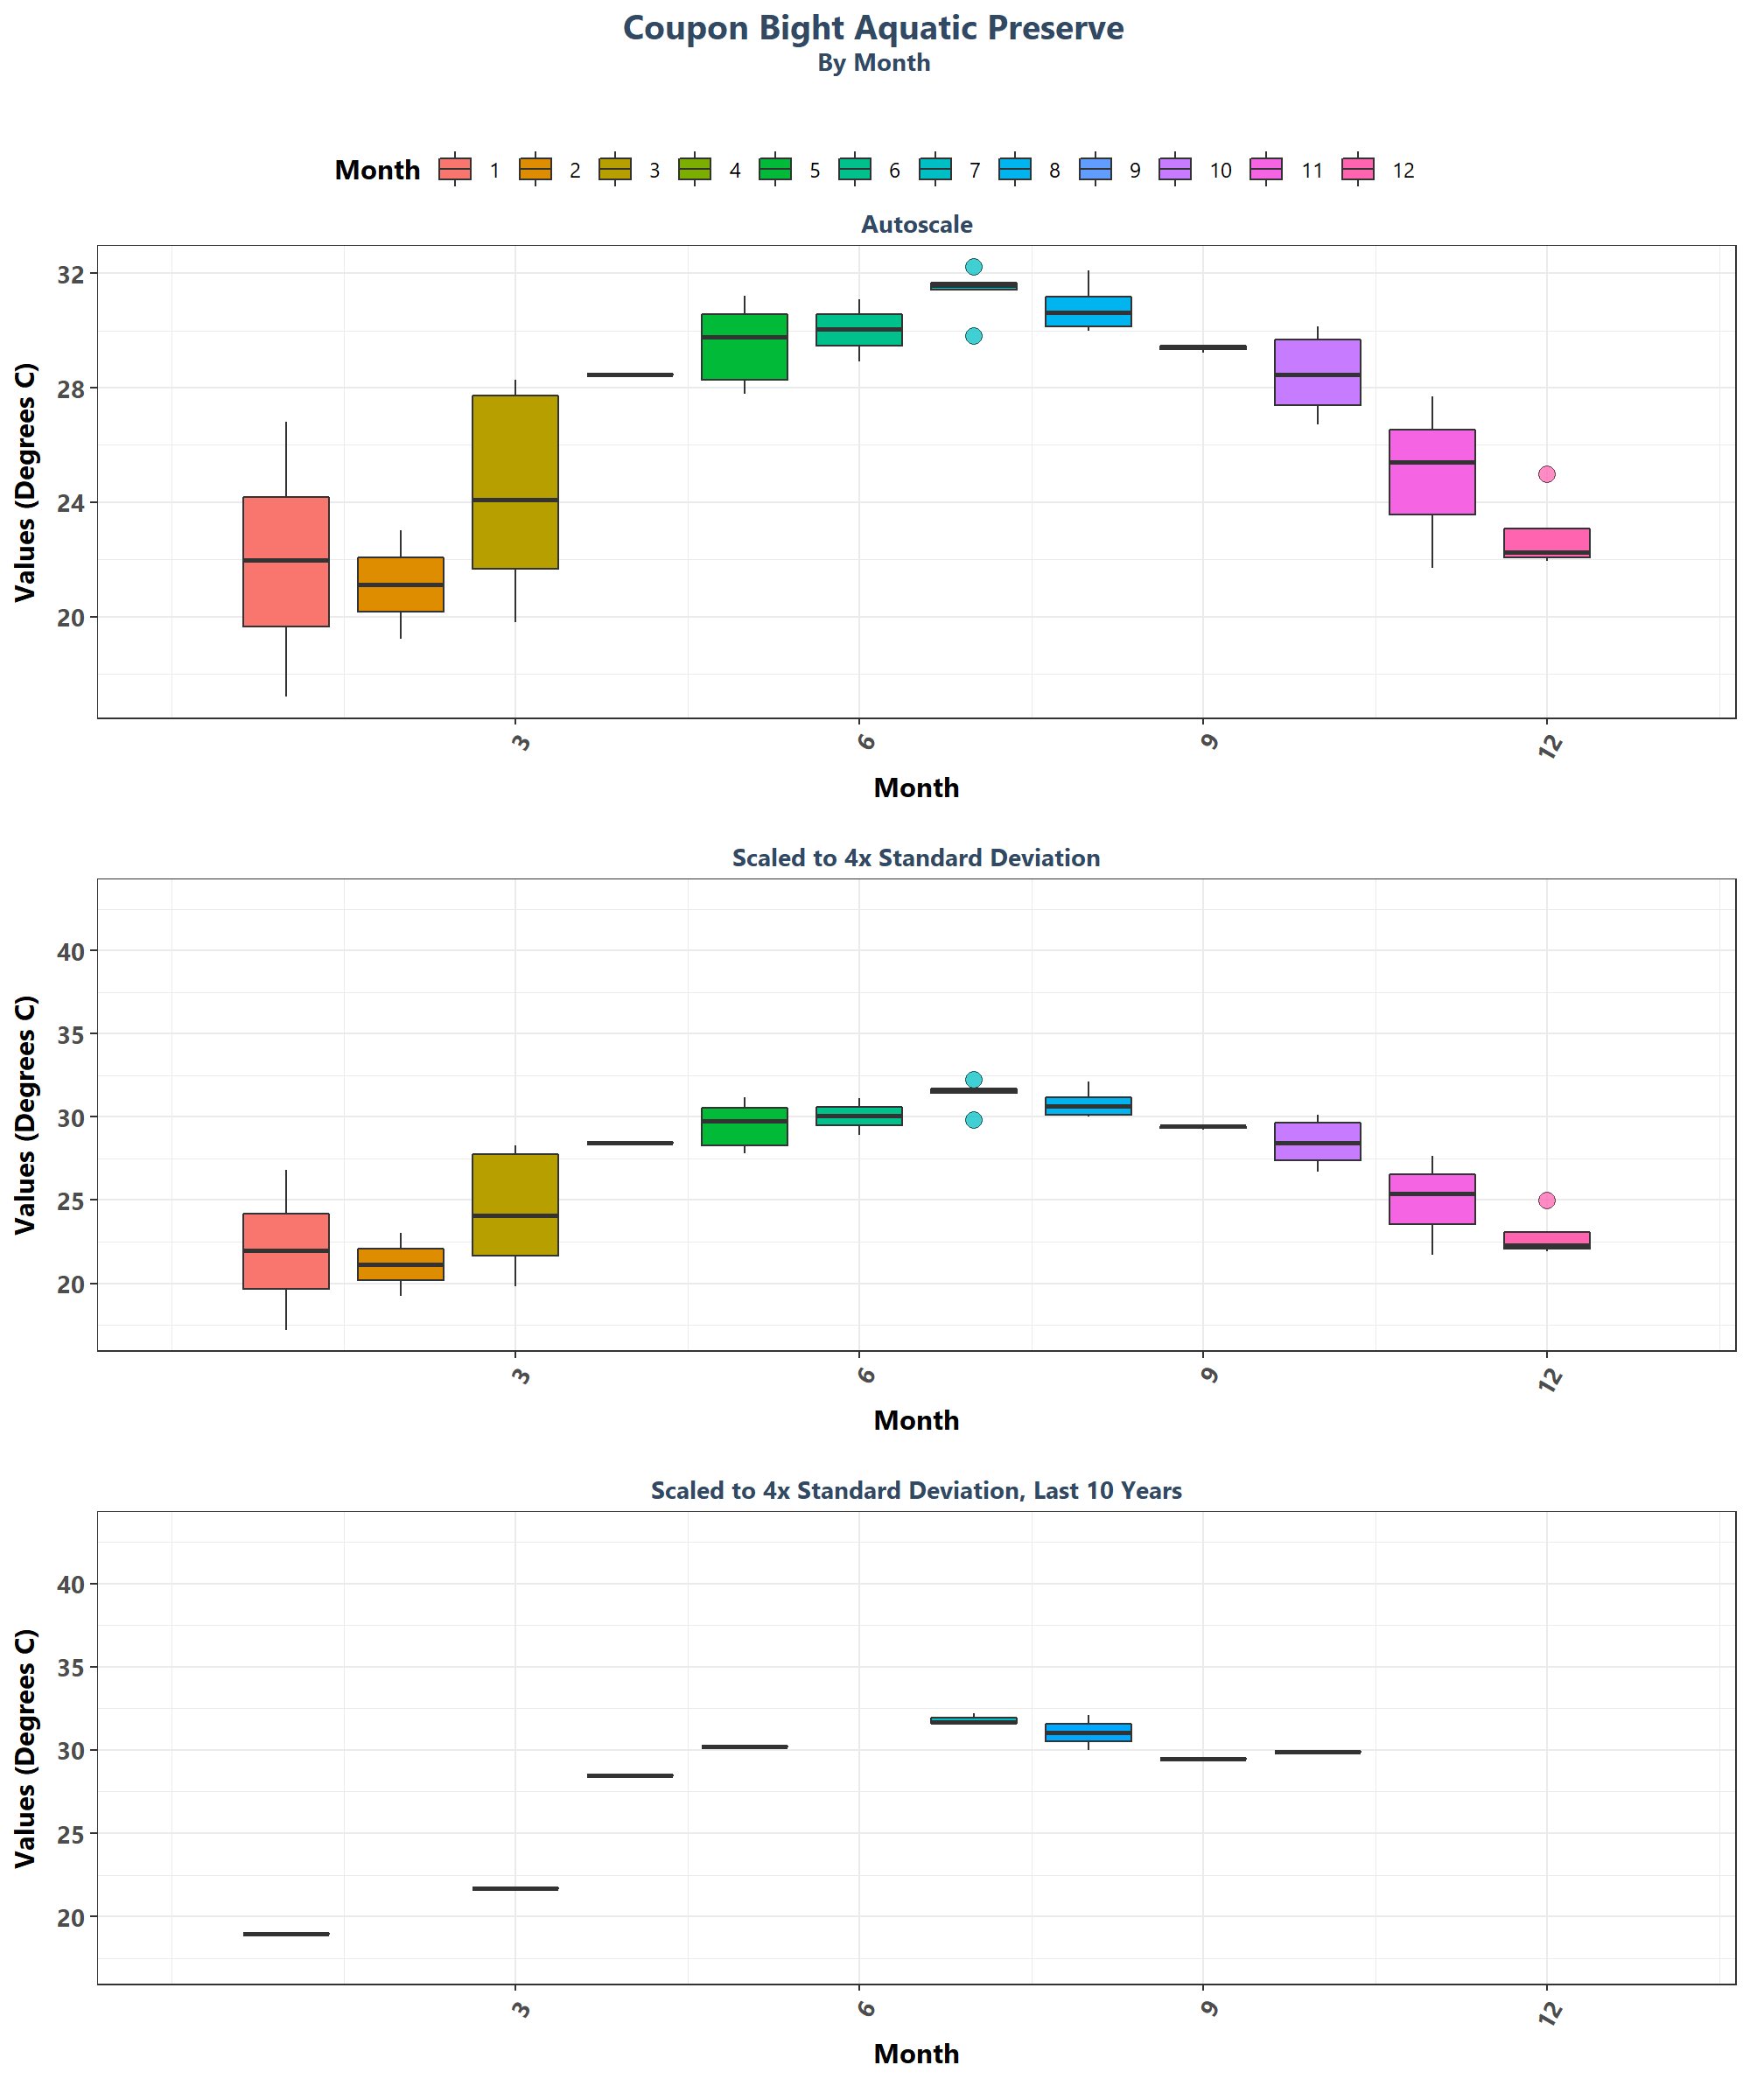 Coupon Bight Aquatic Preserve
By Month
Month 1 2 3 4 5 6 7 8 9 10 11 12
Autoscale
Values (Degrees C)
32
28
24
20
3 6 9 12
Month
Scaled to 4x Standard Deviation
Values (Degrees C)
40
35
30
25
20
3 6 9 12
Month
Scaled to 4x Standard Deviation, Last 10 Years
Values (Degrees C)
40
35
30
25
20
3 6 9 12
Month